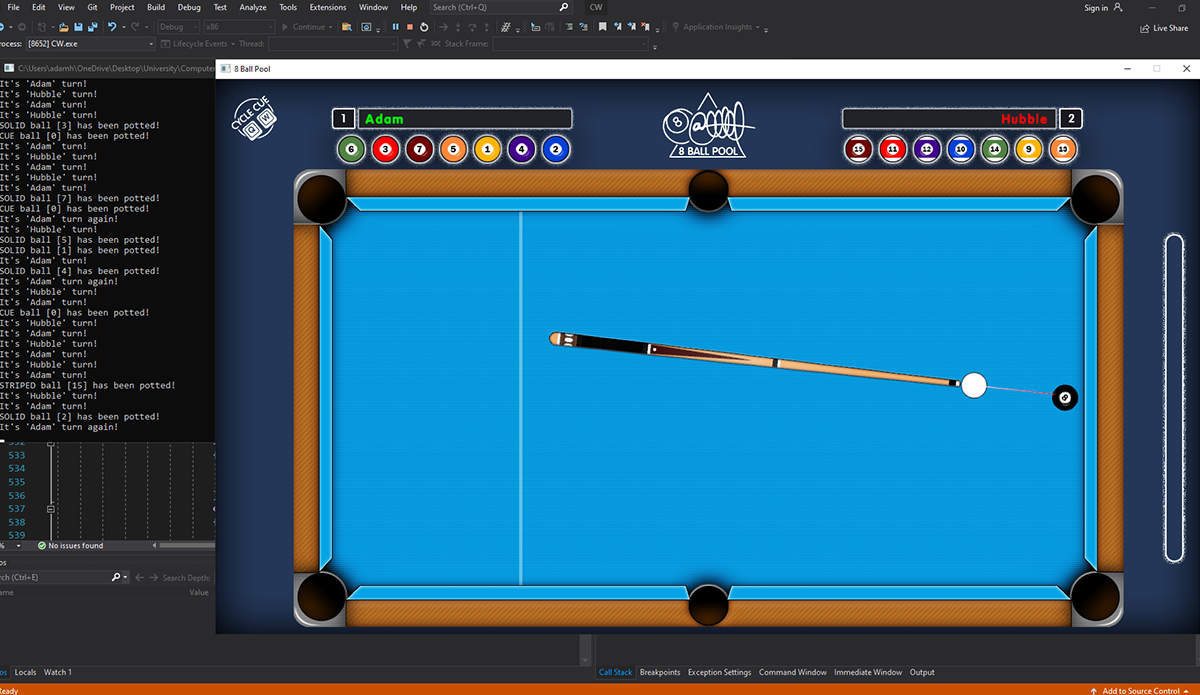 File Edit View Git Project Build Debug Test Analyze Tools Extensions Window Help Search (Ctrl+Q) CW Sign in
Debug x86 Continue Application Insights Live Share
rocess: [8652] CW.exe Lifecycle Events Thread: Stack Frame:
C:\Users\adamh\OneDrive\Desktop\University\Computer
8 Ball Pool
It's 'Adam' turn!
It's 'Hubble' turn!
It's 'Adam' turn!
It's 'Hubble' turn!
SOLID ball [3] has been potted!
CUE ball [0] has been potted!
It's 'Adam' turn!
It's 'Hubble' turn!
It's 'Adam' turn!
It's 'Hubble' turn!
It's 'Adam' turn!
SOLID ball [7] has been potted!
CUE ball [0] has been potted!
It's 'Adam' turn again!
It's 'Hubble' turn!
SOLID ball [5] has been potted!
SOLID ball [1] has been potted!
It's 'Adam' turn!
SOLID ball [4] has been potted!
It's 'Adam' turn again!
It's 'Hubble' turn!
It's 'Adam' turn!
CUE ball [0] has been potted!
It's 'Hubble' turn!
It's 'Adam' turn!
It's 'Hubble' turn!
It's 'Adam' turn!
It's 'Hubble' turn!
It's 'Adam' turn!
STRIPED ball [15] has been potted!
It's 'Hubble' turn!
It's 'Adam' turn!
SOLID ball [2] has been potted!
It's 'Adam' turn again!
CYCLE CUE
1 Adam
8 BALL POOL
Hubble 2
6 3 7 5 1 4 2
15 11 12 10 14 9 13
8
532
533
534
535
536
537
538
539
% No issues found
os
rch (Ctrl+E) Search Depth:
ame Value
os Locals Watch 1
Call Stack Breakpoints Exception Settings Command Window Immediate Window Output
Ready Add to Source Control